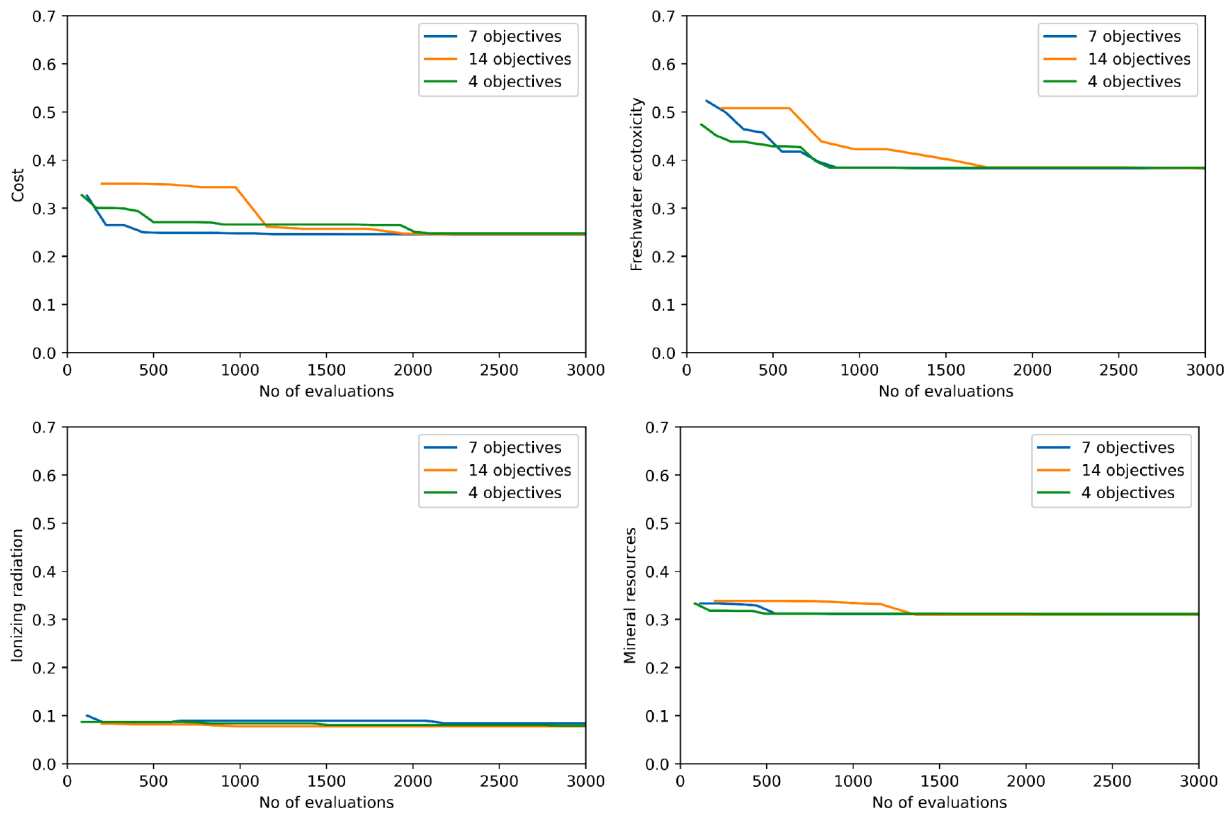 0.7
0.6
0.5
0.4
0.3
0.2
0.1
0.0
Cost
0 500 1000 1500 2000 2500 3000
No of evaluations
7 objectives
14 objectives
4 objectives
0.7
0.6
0.5
0.4
0.3
0.2
0.1
0.0
Freshwater ecotoxicity
0 500 1000 1500 2000 2500 3000
No of evaluations
7 objectives
14 objectives
4 objectives
0.7
0.6
0.5
0.4
0.3
0.2
0.1
0.0
Ionizing radiation
0 500 1000 1500 2000 2500 3000
No of evaluations
7 objectives
14 objectives
4 objectives
0.7
0.6
0.5
0.4
0.3
0.2
0.1
0.0
Mineral resources
0 500 1000 1500 2000 2500 3000
No of evaluations
7 objectives
14 objectives
4 objectives